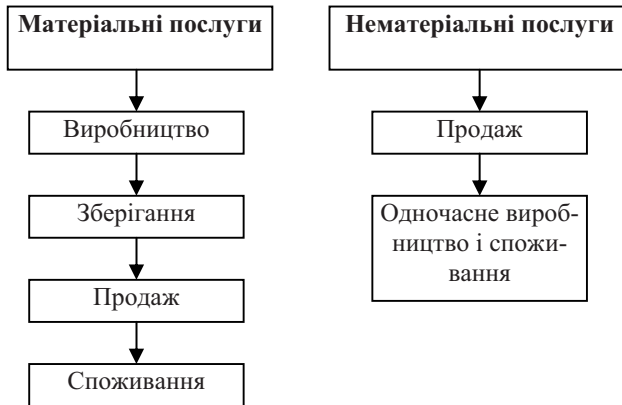 Матеріальні послуги
Виробництво
Зберігання
Продаж
Споживання
Нематеріальні послуги
Продаж
Одночасне вироб-
ництво і спожи-
вання